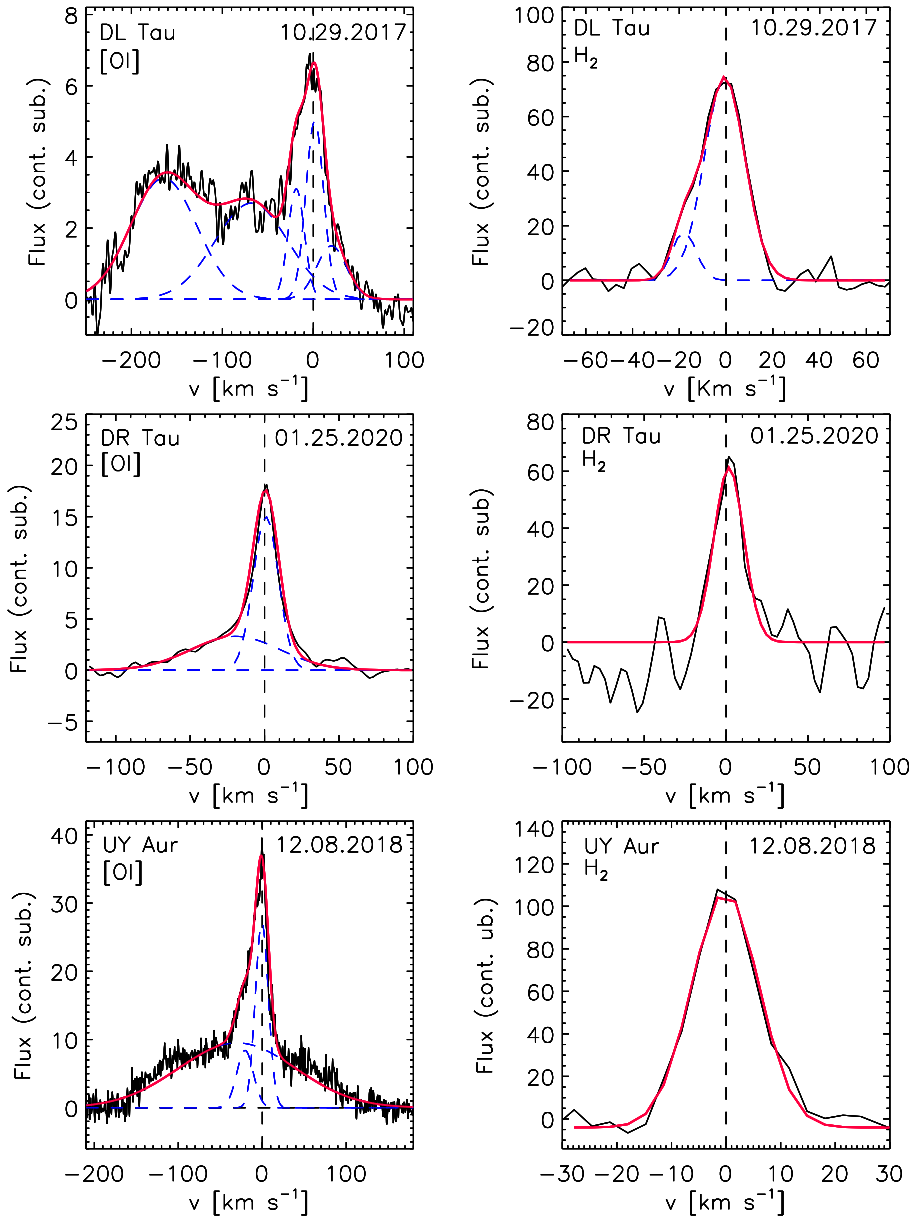 DL Tau 10.29.2017
[OI]
8
6
4
2
0
Flux (cont. sub.)
−200 −100 0 100
v [km s⁻¹]
DL Tau 10.29.2017
H₂
100
80
60
40
20
0
−20
Flux (cont. sub.)
−60 −40 −20 0 20 40 60
v [Km s⁻¹]
DR Tau 01.25.2020
[OI]
25
20
15
10
5
0
−5
Flux (cont. sub.)
−100 −50 0 50 100
v [km s⁻¹]
DR Tau 01.25.2020
H₂
80
60
40
20
0
−20
Flux (cont. sub)
−100 −50 0 50 100
v [km s⁻¹]
UY Aur 12.08.2018
[OI]
40
30
20
10
0
Flux (cont. sub.)
−200 −100 0 100
v [km s⁻¹]
UY Aur 12.08.2018
H₂
140
120
100
80
60
40
20
0
Flux (cont. ub.)
−30 −20 −10 0 10 20 30
v [km s⁻¹]